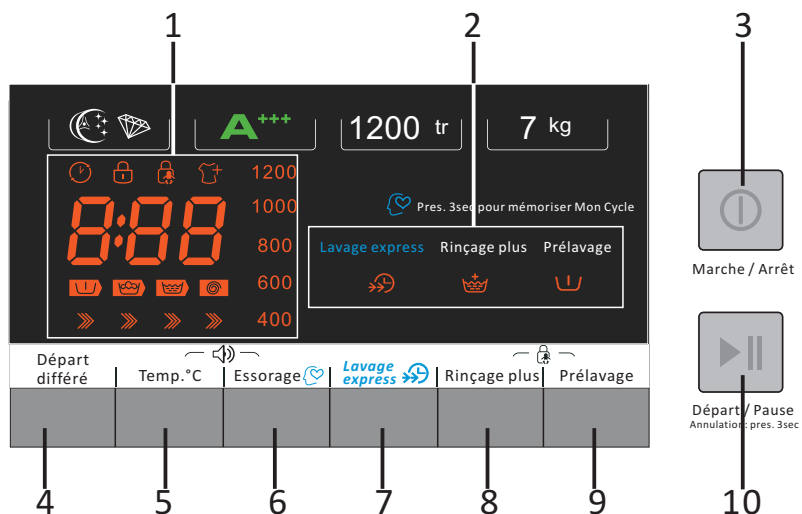 1 2 3
A+++ 1200 tr 7 kg
1200
8:88 1000
800
600
400
Pres. 3sec pour mémoriser Mon Cycle
Lavage express Rinçage plus Prélavage
Marche / Arrêt
Départ différé
Temp.°C
Essorage
Lavage express
Rinçage plus
Prélavage
Départ / Pause
Annulation: pres. 3sec
4 5 6 7 8 9 10